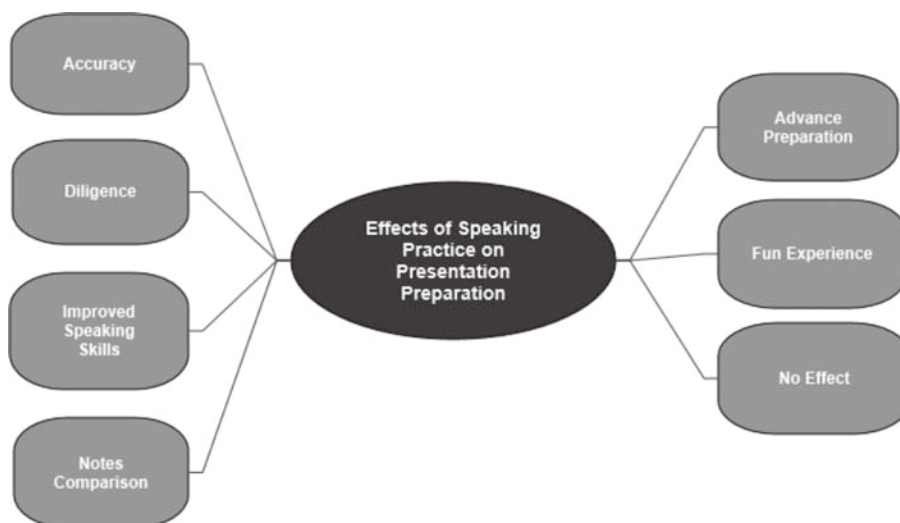 Accuracy
Diligence
Improved
Speaking
Skills
Notes
Comparison
Effects of Speaking
Practice on
Presentation
Preparation
Advance
Preparation
Fun Experience
No Effect